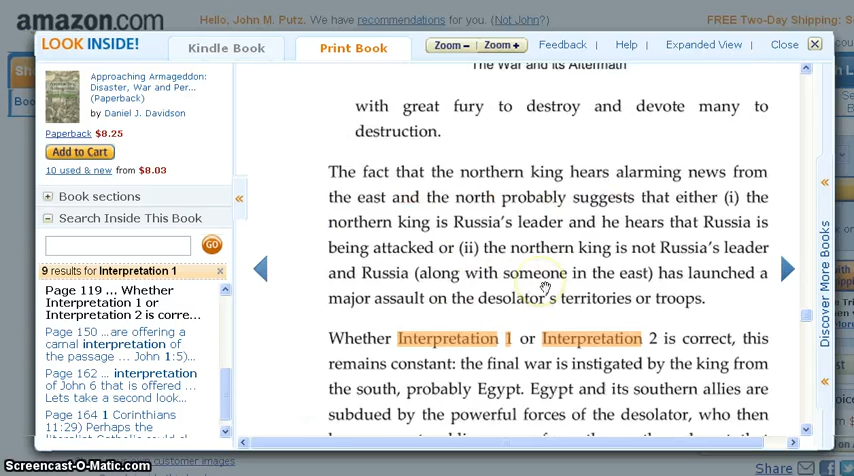 amazon.com
Hello, John M. Putz. We have recommendations for you. (Not John?)
FREE Two-Day Shipping:
LOOK INSIDE!
Kindle Book
Print Book
Zoom –
Zoom +
Feedback |
Help |
Expanded View |
Close
Approaching Armageddon:
Disaster, War and Per...
(Paperback)
by Daniel J. Davidson
Paperback $8.25
Add to Cart
10 used & new from $8.03
Book sections
Search Inside This Book
GO
9 results for Interpretation 1
Page 119 ... Whether
Interpretation 1 or
Interpretation 2 is corre...
Page 150 ...are offering a
carnal interpretation of
the passage ... John 1:5)...
Page 162 ... interpretation
of John 6 that is offered ...
Lets take a second look...
Page 164 1 Corinthians
11:29) Perhaps the
The War and its Aftermath
with great fury to destroy and devote many to
destruction.
The fact that the northern king hears alarming news from
the east and the north probably suggests that either (i) the
northern king is Russia's leader and he hears that Russia is
being attacked or (ii) the northern king is not Russia's leader
and Russia (along with someone in the east) has launched a
major assault on the desolator's territories or troops.
Whether Interpretation 1 or Interpretation 2 is correct, this
remains constant: the final war is instigated by the king from
the south, probably Egypt. Egypt and its southern allies are
subdued by the powerful forces of the desolator, who then
Discover More Books
own customer images
Share
Screencast-O-Matic.com